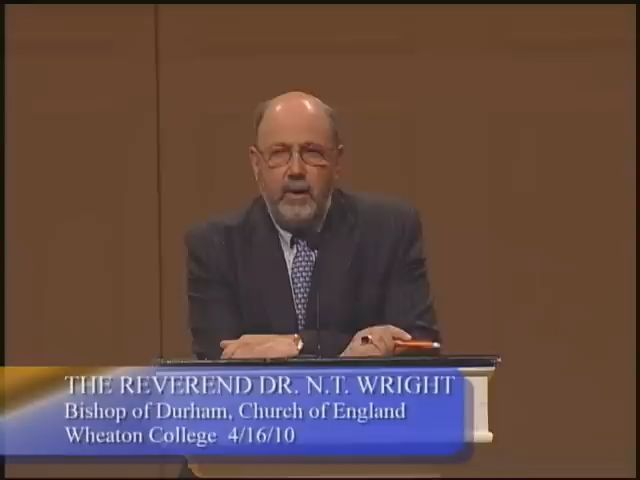 THE REVEREND DR. N.T. WRIGHT
Bishop of Durham, Church of England
Wheaton College 4/16/10